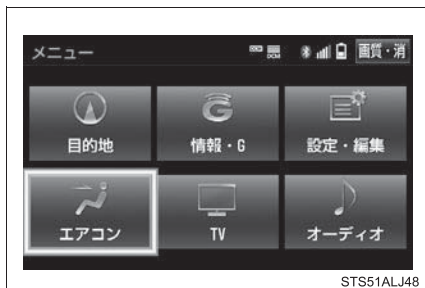 メニュー DCM 画質・消
目的地 情報・G 設定・編集
エアコン TV オーディオ
STS51ALJ48